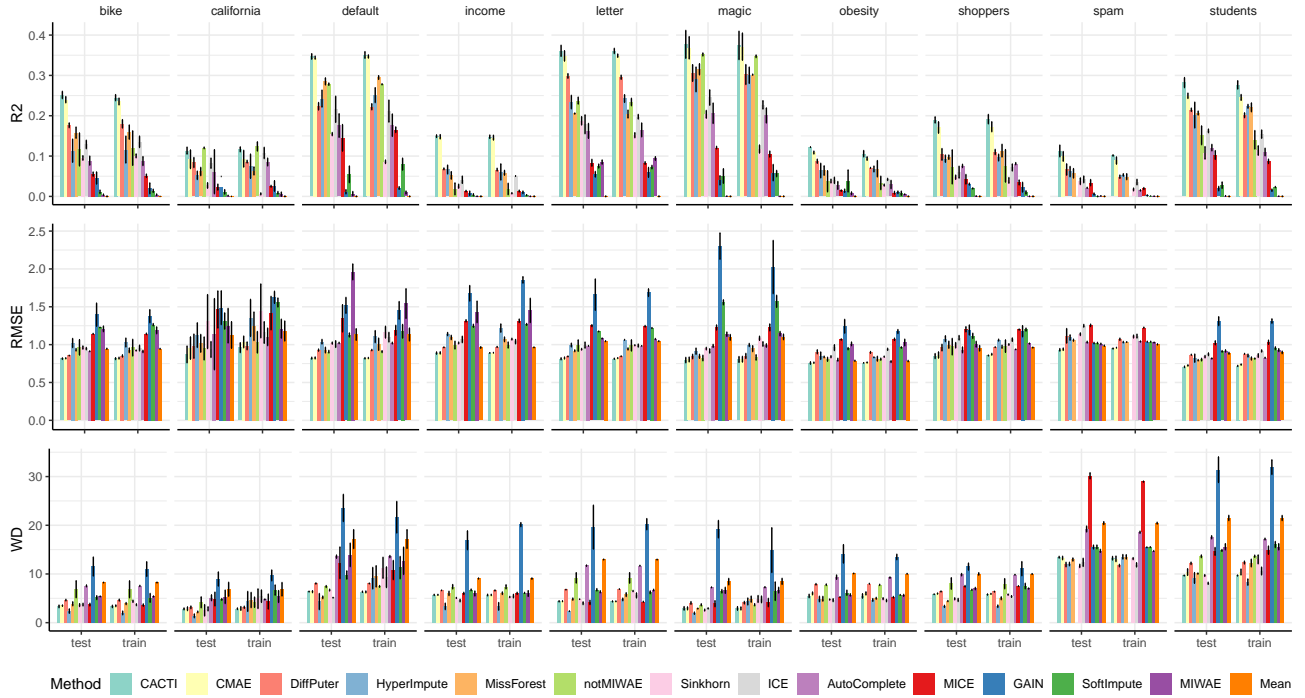 bike california default income letter magic obesity shoppers spam students
R2
0.4
0.3
0.2
0.1
0.0
RMSE
2.5
2.0
1.5
1.0
0.5
0.0
WD
30
20
10
0
test train test train test train test train test train test train test train test train test train test train
Method CACTI CMAE DiffPuter HyperImpute MissForest notMIWAE Sinkhorn ICE AutoComplete MICE GAIN SoftImpute MIWAE Mean